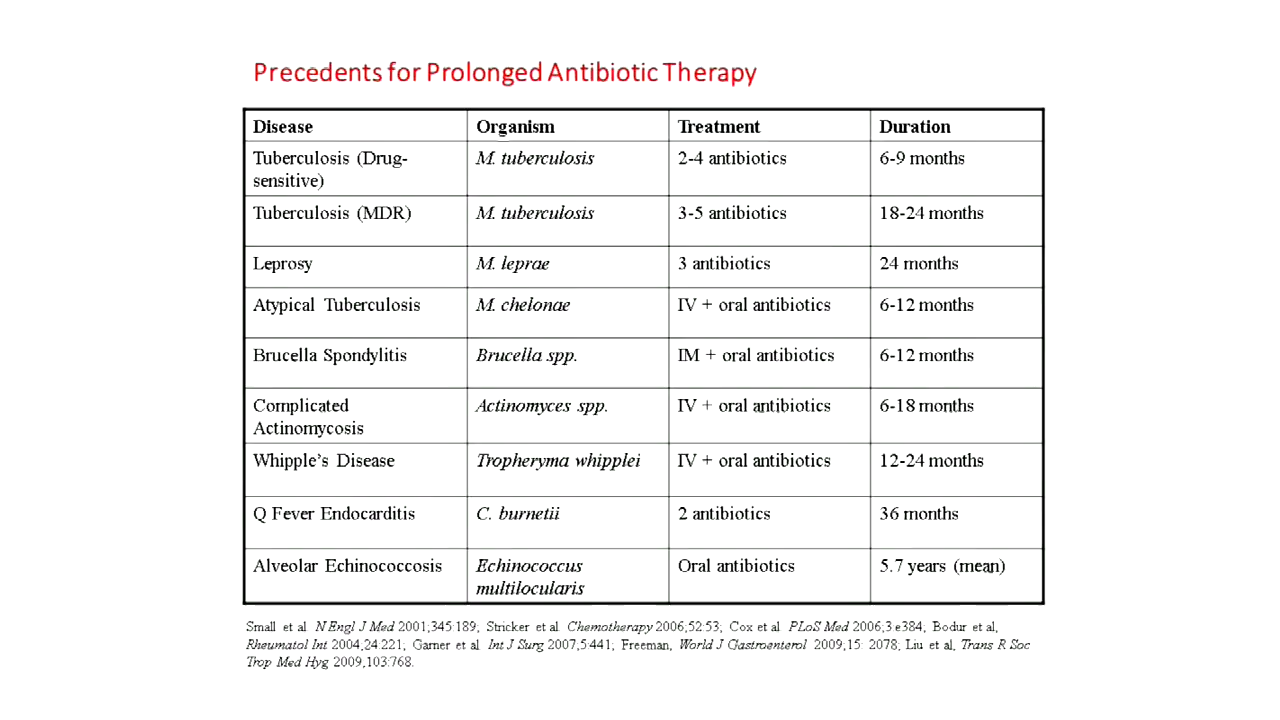 Precedents for Prolonged Antibiotic Therapy
Disease Organism Treatment Duration
Tuberculosis (Drug-
sensitive) M. tuberculosis 2-4 antibiotics 6-9 months
Tuberculosis (MDR) M. tuberculosis 3-5 antibiotics 18-24 months
Leprosy M. leprae 3 antibiotics 24 months
Atypical Tuberculosis M. chelonae IV + oral antibiotics 6-12 months
Brucella Spondylitis Brucella spp. IM + oral antibiotics 6-12 months
Complicated
Actinomycosis Actinomyces spp. IV + oral antibiotics 6-18 months
Whipple's Disease Tropheryma whipplei IV + oral antibiotics 12-24 months
Q Fever Endocarditis C. burnetii 2 antibiotics 36 months
Alveolar Echinococcosis Echinococcus
multilocularis Oral antibiotics 5.7 years (mean)
Small et al. N Engl J Med 2001;345:189; Stricker et al. Chemotherapy 2006;52:53; Cox et al. PLoS Med 2006;3:e384; Bodur et al,
Rheumatol Int 2004;24:221; Garner et al. Int J Surg 2007;5:441; Freeman, World J Gastroenterol 2009;15: 2078; Liu et al, Trans R Soc
Trop Med Hyg 2009;103:768.